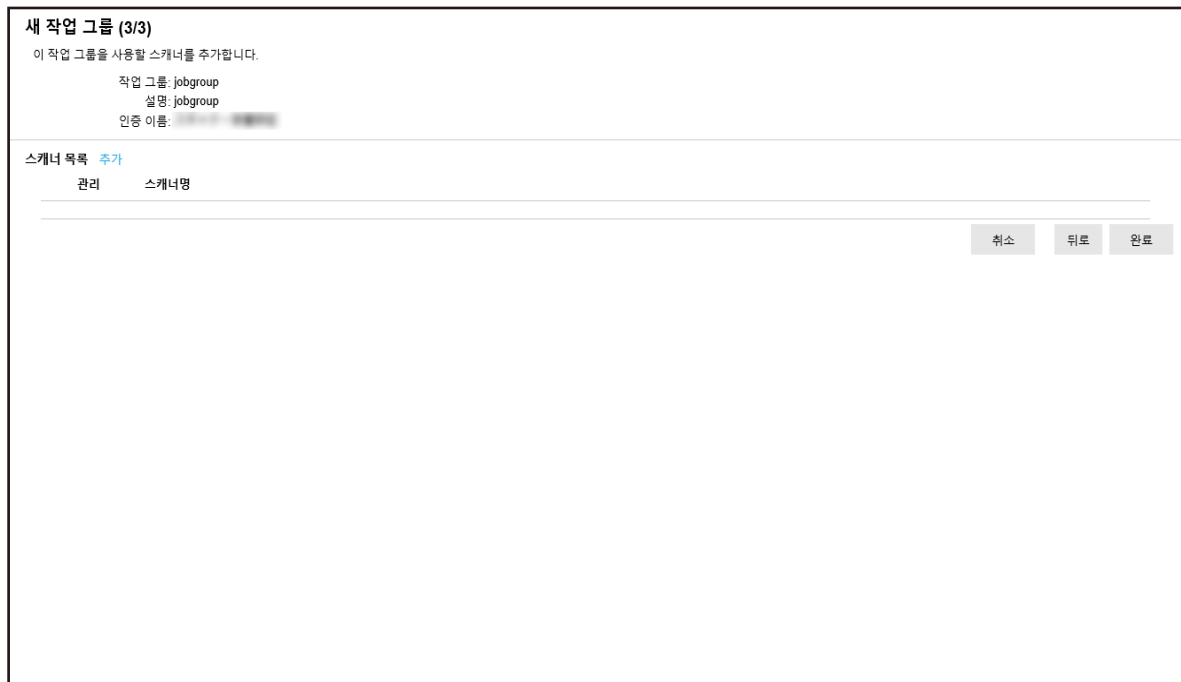 새 작업 그룹 (3/3)
이 작업 그룹을 사용할 스캐너를 추가합니다.
작업 그룹: jobgroup
설명: jobgroup
인증 이름:
스캐너 목록 추가
관리 스캐너명
취소 뒤로 완료